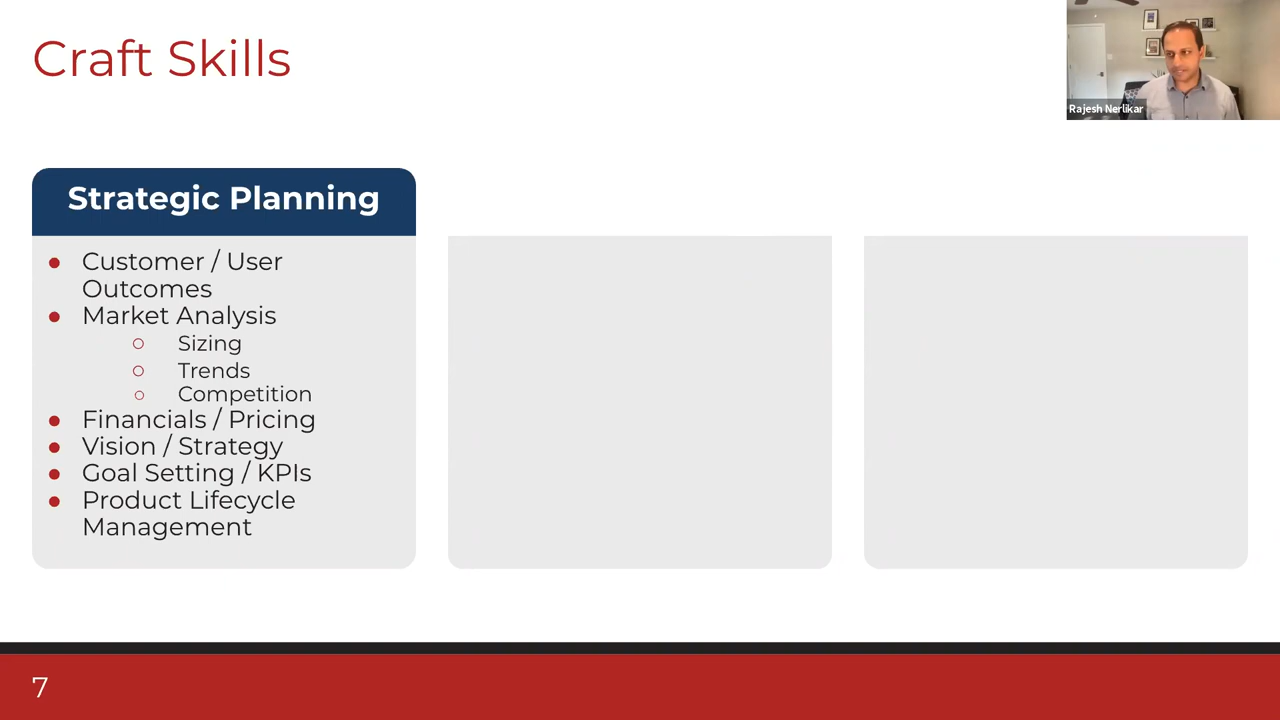 Craft Skills
Rajesh Nerlikar
Strategic Planning
● Customer / User
Outcomes
● Market Analysis
○ Sizing
○ Trends
○ Competition
● Financials / Pricing
● Vision / Strategy
● Goal Setting / KPIs
● Product Lifecycle
Management
7